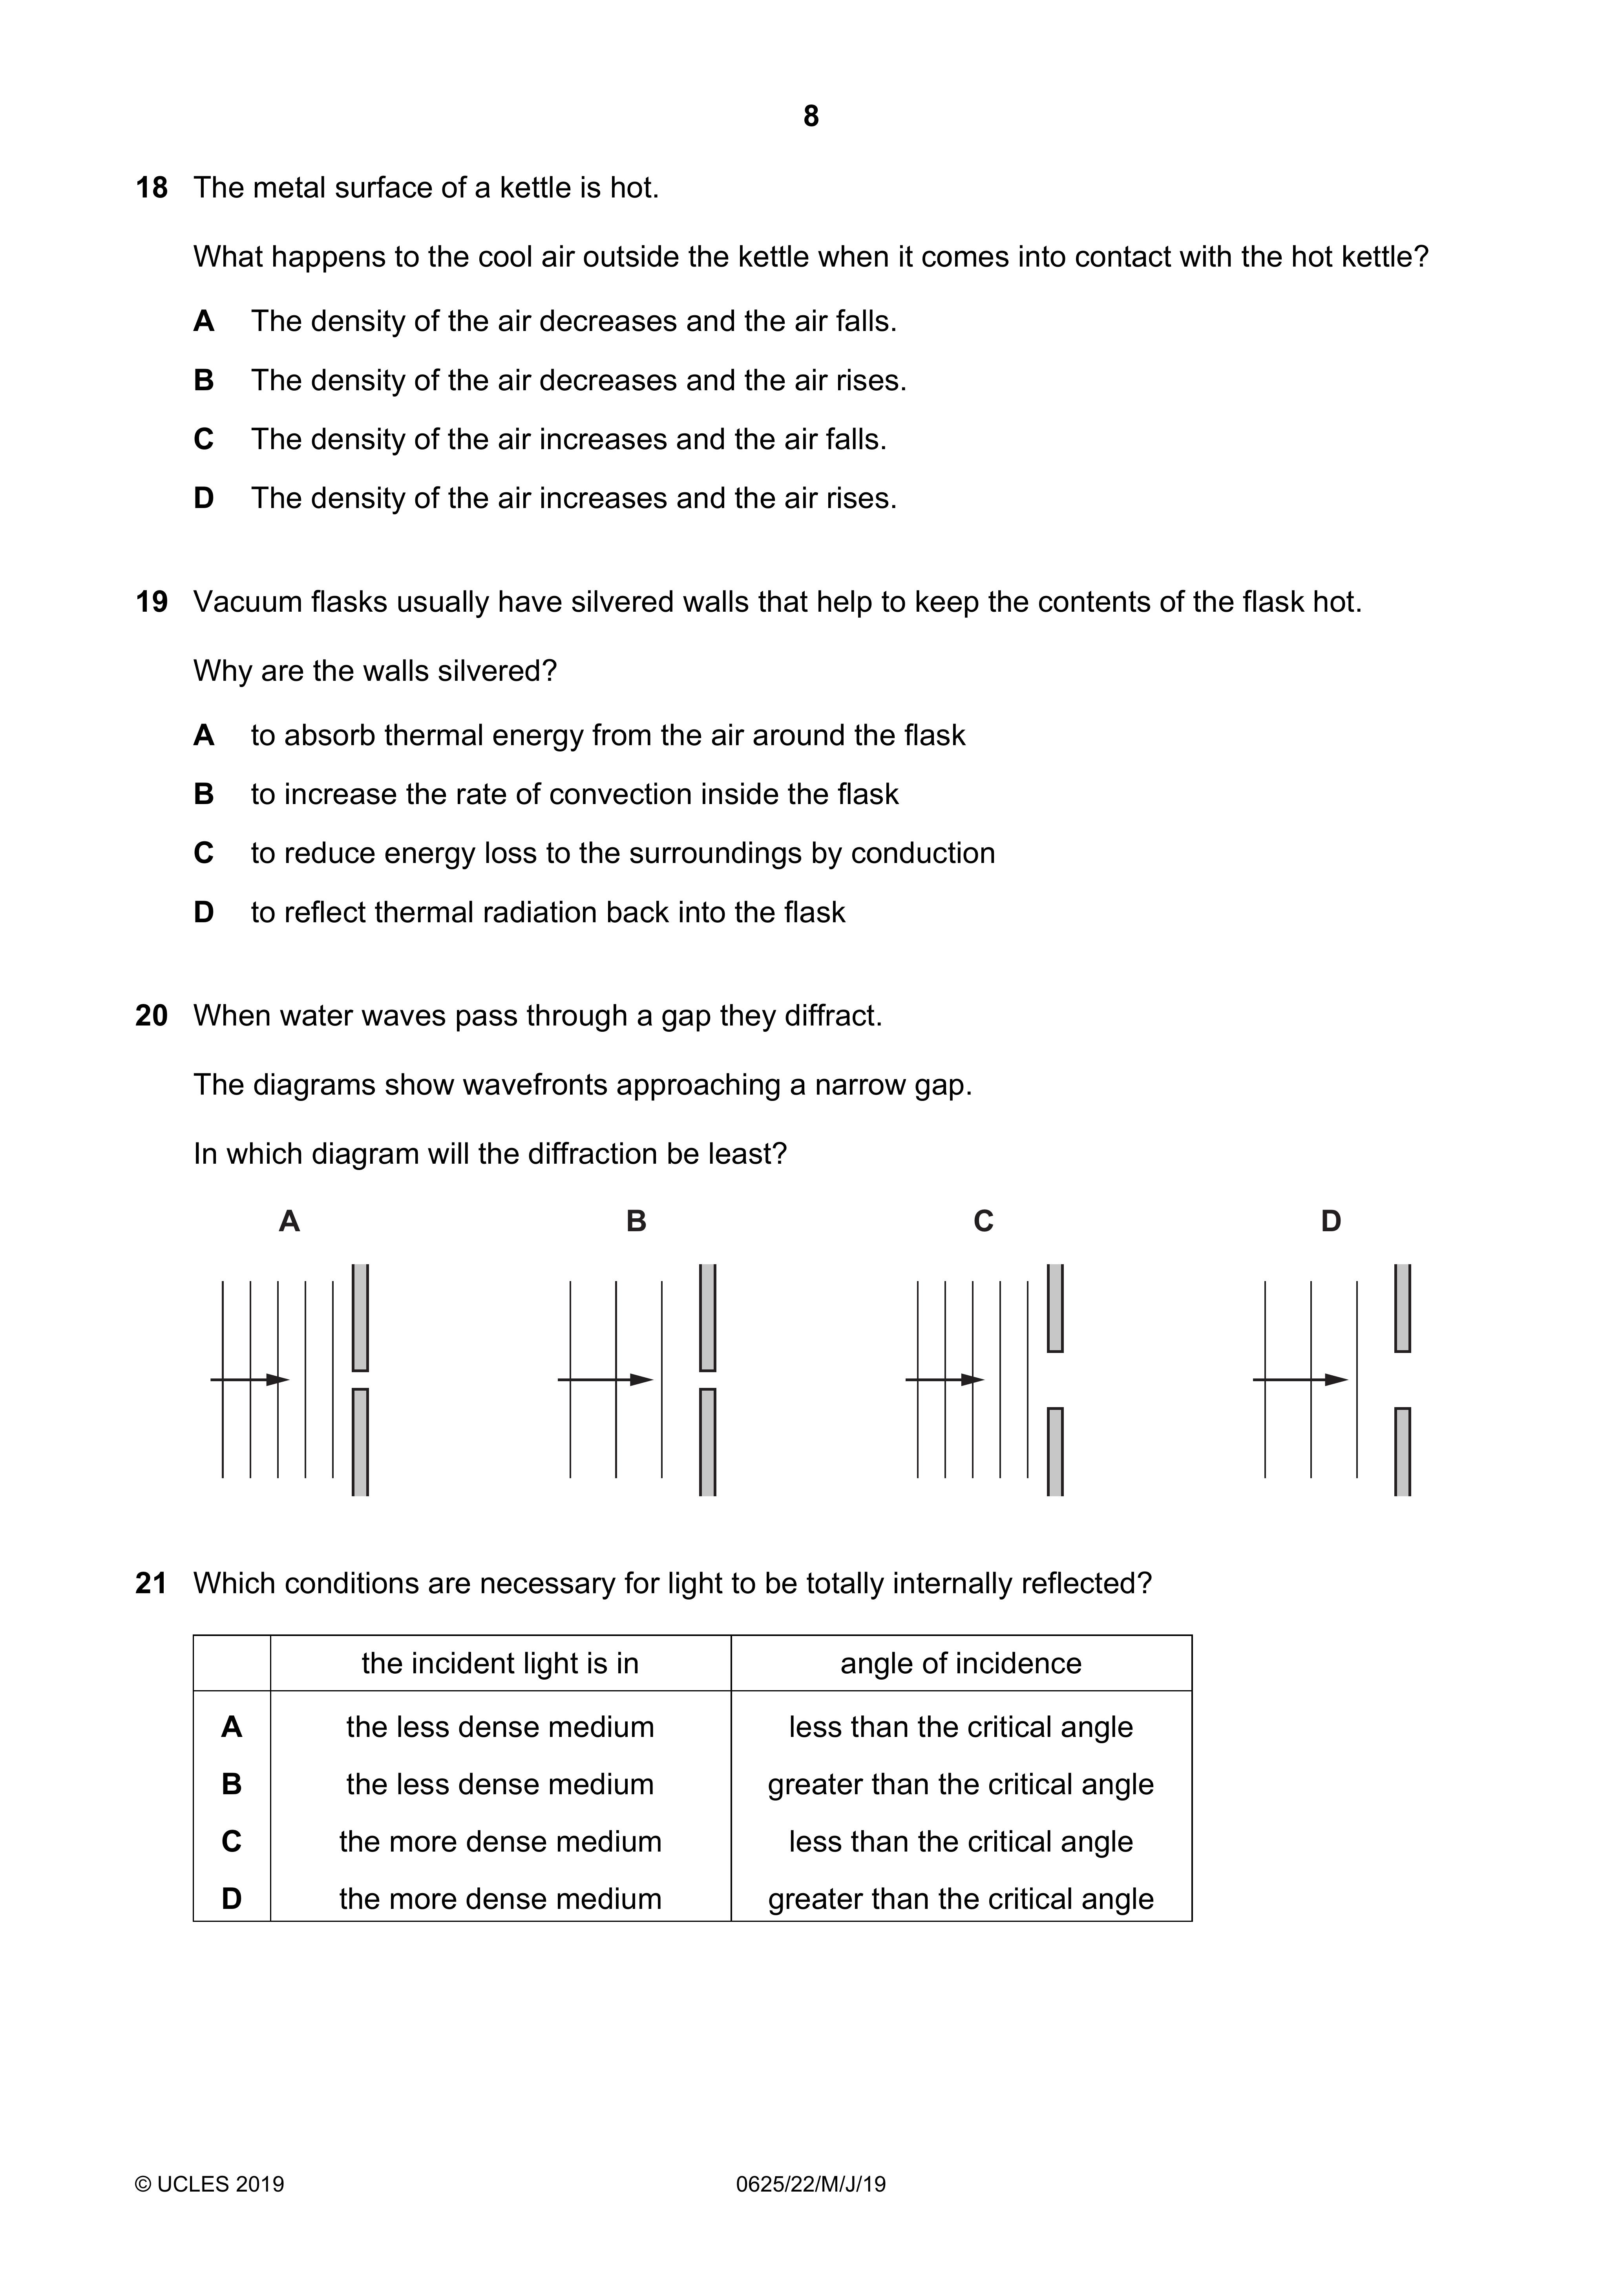 8
18 The metal surface of a kettle is hot.
What happens to the cool air outside the kettle when it comes into contact with the hot kettle?
A The density of the air decreases and the air falls.
B The density of the air decreases and the air rises.
C The density of the air increases and the air falls.
D The density of the air increases and the air rises.
19 Vacuum flasks usually have silvered walls that help to keep the contents of the flask hot.
Why are the walls silvered?
A to absorb thermal energy from the air around the flask
B to increase the rate of convection inside the flask
C to reduce energy loss to the surroundings by conduction
D to reflect thermal radiation back into the flask
20 When water waves pass through a gap they diffract.
The diagrams show wavefronts approaching a narrow gap.
In which diagram will the diffraction be least?
A B C D
21 Which conditions are necessary for light to be totally internally reflected?
the incident light is in angle of incidence
A the less dense medium less than the critical angle
B the less dense medium greater than the critical angle
C the more dense medium less than the critical angle
D the more dense medium greater than the critical angle
© UCLES 2019 0625/22/M/J/19